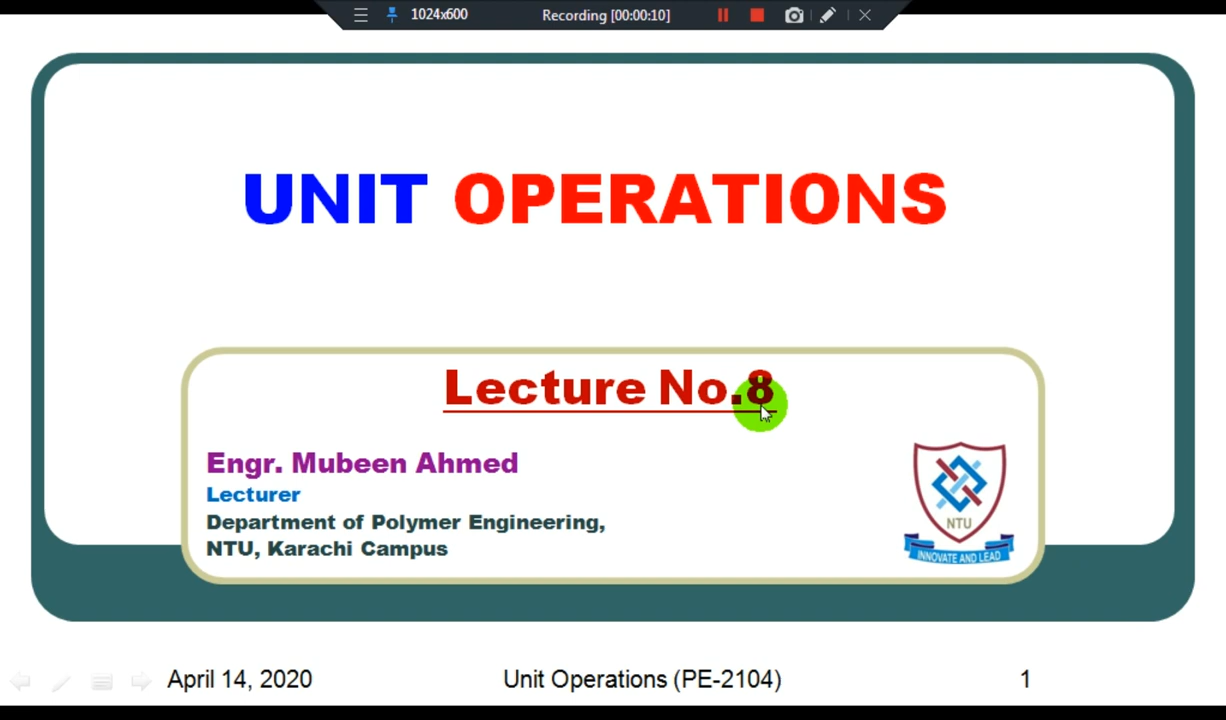 1024x600 Recording [00:00:10]
UNIT OPERATIONS
Lecture No.8
Engr. Mubeen Ahmed
Lecturer
Department of Polymer Engineering,
NTU, Karachi Campus
NTU
INNOVATE AND LEAD
April 14, 2020 Unit Operations (PE-2104) 1